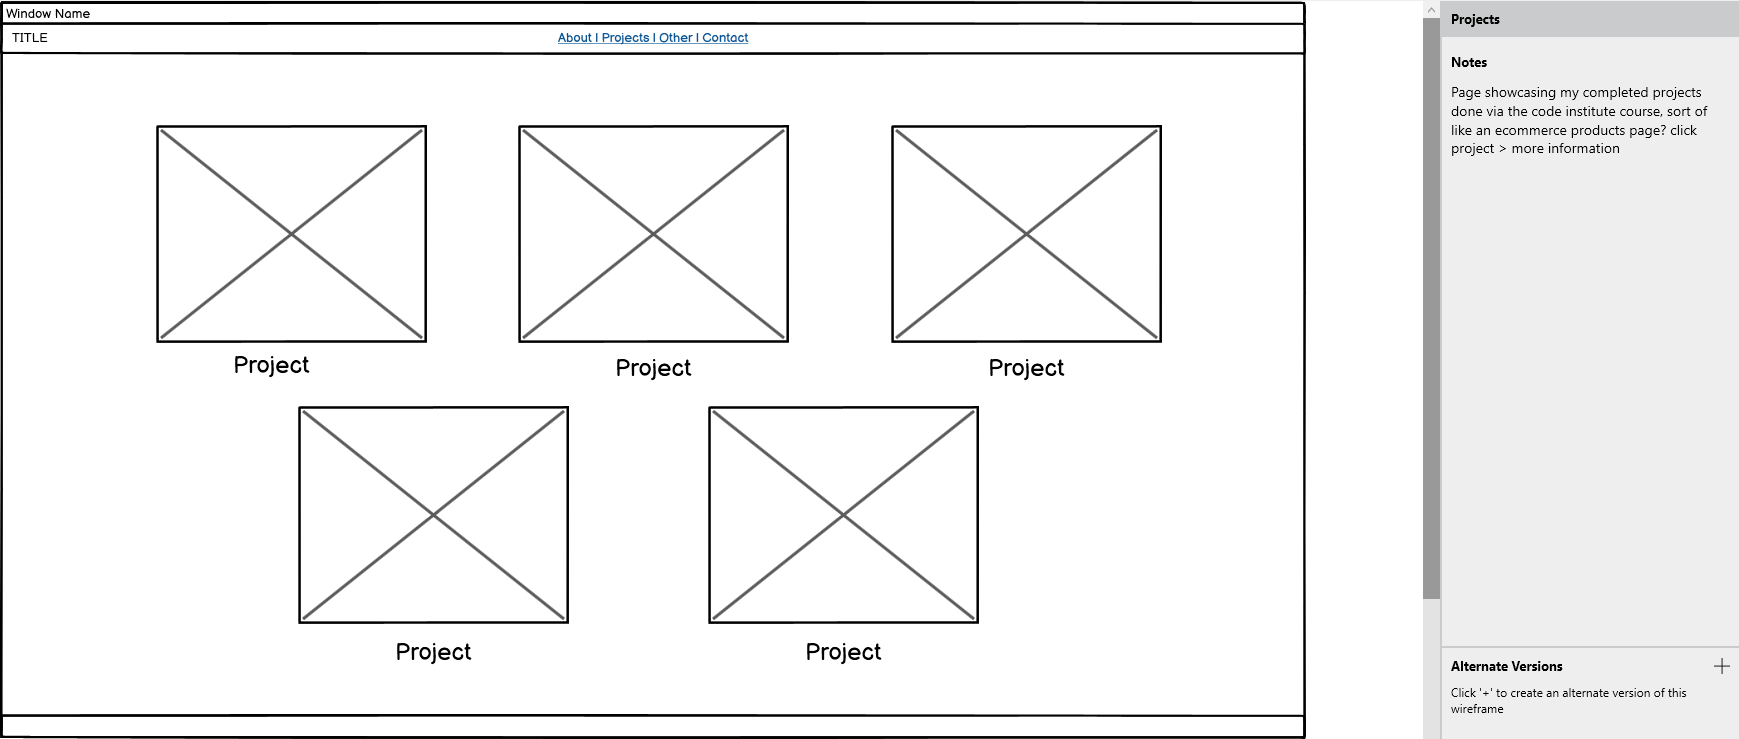 Window Name
TITLE
About | Projects | Other | Contact
Project
Project
Project
Project
Project
Projects
Notes
Page showcasing my completed projects
done via the code institute course, sort of
like an ecommerce products page? click
project > more information
Alternate Versions
Click '+' to create an alternate version of this
wireframe